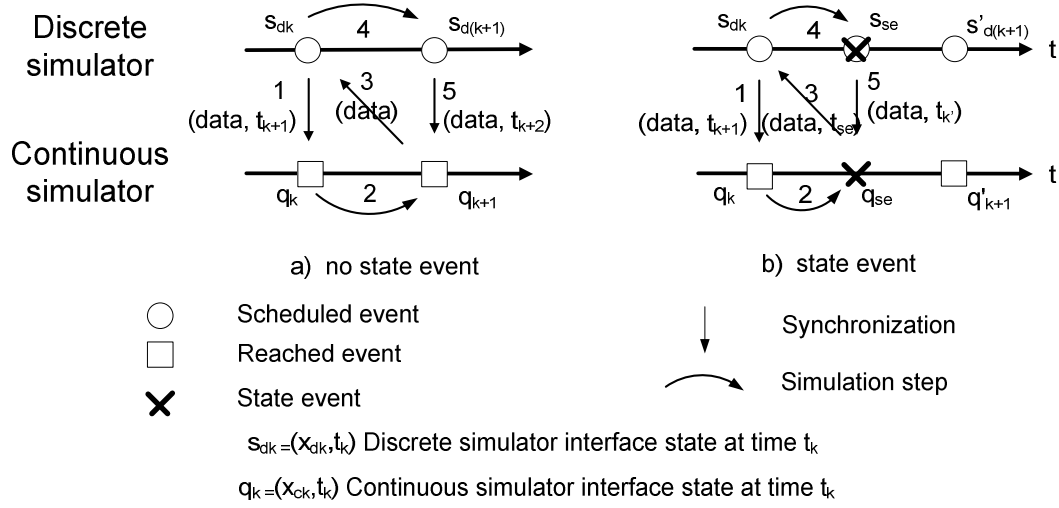 Discrete
simulator
s_dk
4
s_d(k+1)
1
3
5
(data, t_k+1)
(data)
(data, t_k+2)
Continuous
simulator
q_k
2
q_k+1
t
a) no state event
s_dk
4
s_se
s'_d(k+1)
t
1
3
5
(data, t_k+1)
(data, t_se)
(data, t_k')
q_k
2
q_se
q'_k+1
b) state event
Scheduled event
Reached event
State event
Synchronization
Simulation step
s_dk =(x_dk,t_k) Discrete simulator interface state at time t_k
q_k =(x_ck,t_k) Continuous simulator interface state at time t_k